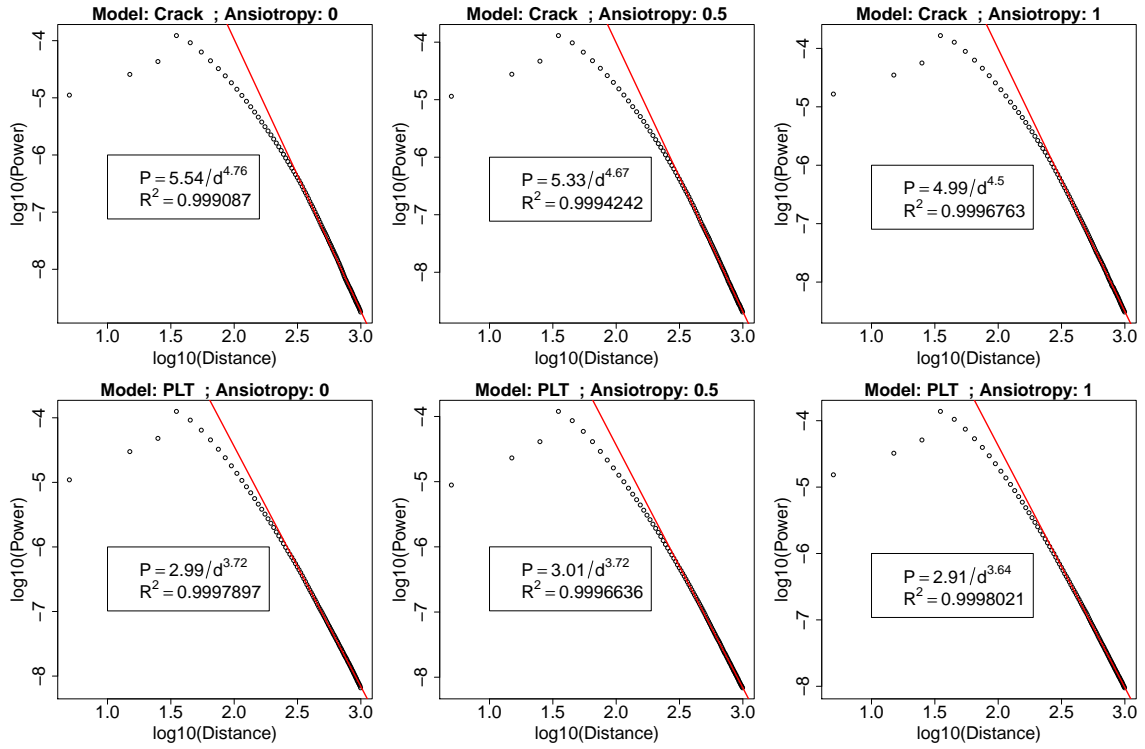 Model: Crack ; Ansiotropy: 0
log10(Power)
−4
−5
−6
−7
−8
P = 5.54/d^4.76
R^2 = 0.999087
1.0 1.5 2.0 2.5 3.0
log10(Distance)
Model: Crack ; Ansiotropy: 0.5
log10(Power)
−4
−5
−6
−7
−8
P = 5.33/d^4.67
R^2 = 0.9994242
1.0 1.5 2.0 2.5 3.0
log10(Distance)
Model: Crack ; Ansiotropy: 1
log10(Power)
−4
−5
−6
−7
−8
P = 4.99/d^4.5
R^2 = 0.9996763
1.0 1.5 2.0 2.5 3.0
log10(Distance)
Model: PLT ; Ansiotropy: 0
log10(Power)
−4
−5
−6
−7
−8
P = 2.99/d^3.72
R^2 = 0.9997897
1.0 1.5 2.0 2.5 3.0
log10(Distance)
Model: PLT ; Ansiotropy: 0.5
log10(Power)
−4
−5
−6
−7
−8
P = 3.01/d^3.72
R^2 = 0.9996636
1.0 1.5 2.0 2.5 3.0
log10(Distance)
Model: PLT ; Ansiotropy: 1
log10(Power)
−4
−5
−6
−7
−8
P = 2.91/d^3.64
R^2 = 0.9998021
1.0 1.5 2.0 2.5 3.0
log10(Distance)